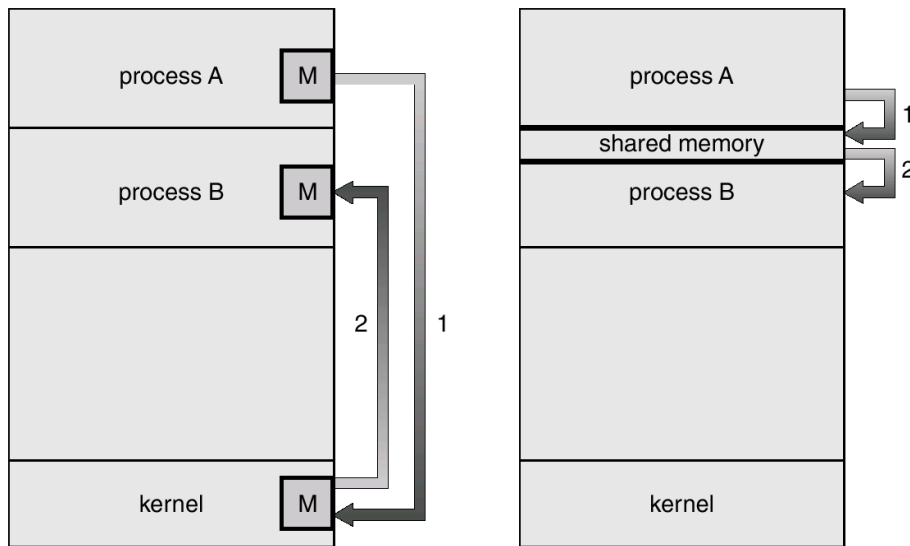 process A
M
process B
M
2
1
kernel
M
process A
1
shared memory
2
process B
kernel